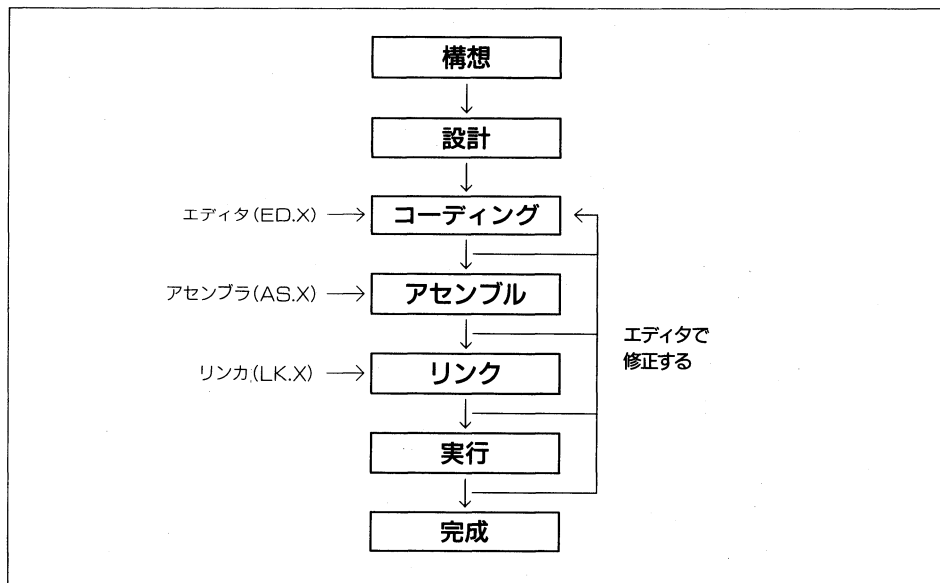 構想
設計
エディタ(ED.X)
コーディング
アセンブラ(AS.X)
アセンブル
エディタで
修正する
リンカ(LK.X)
リンク
実行
完成